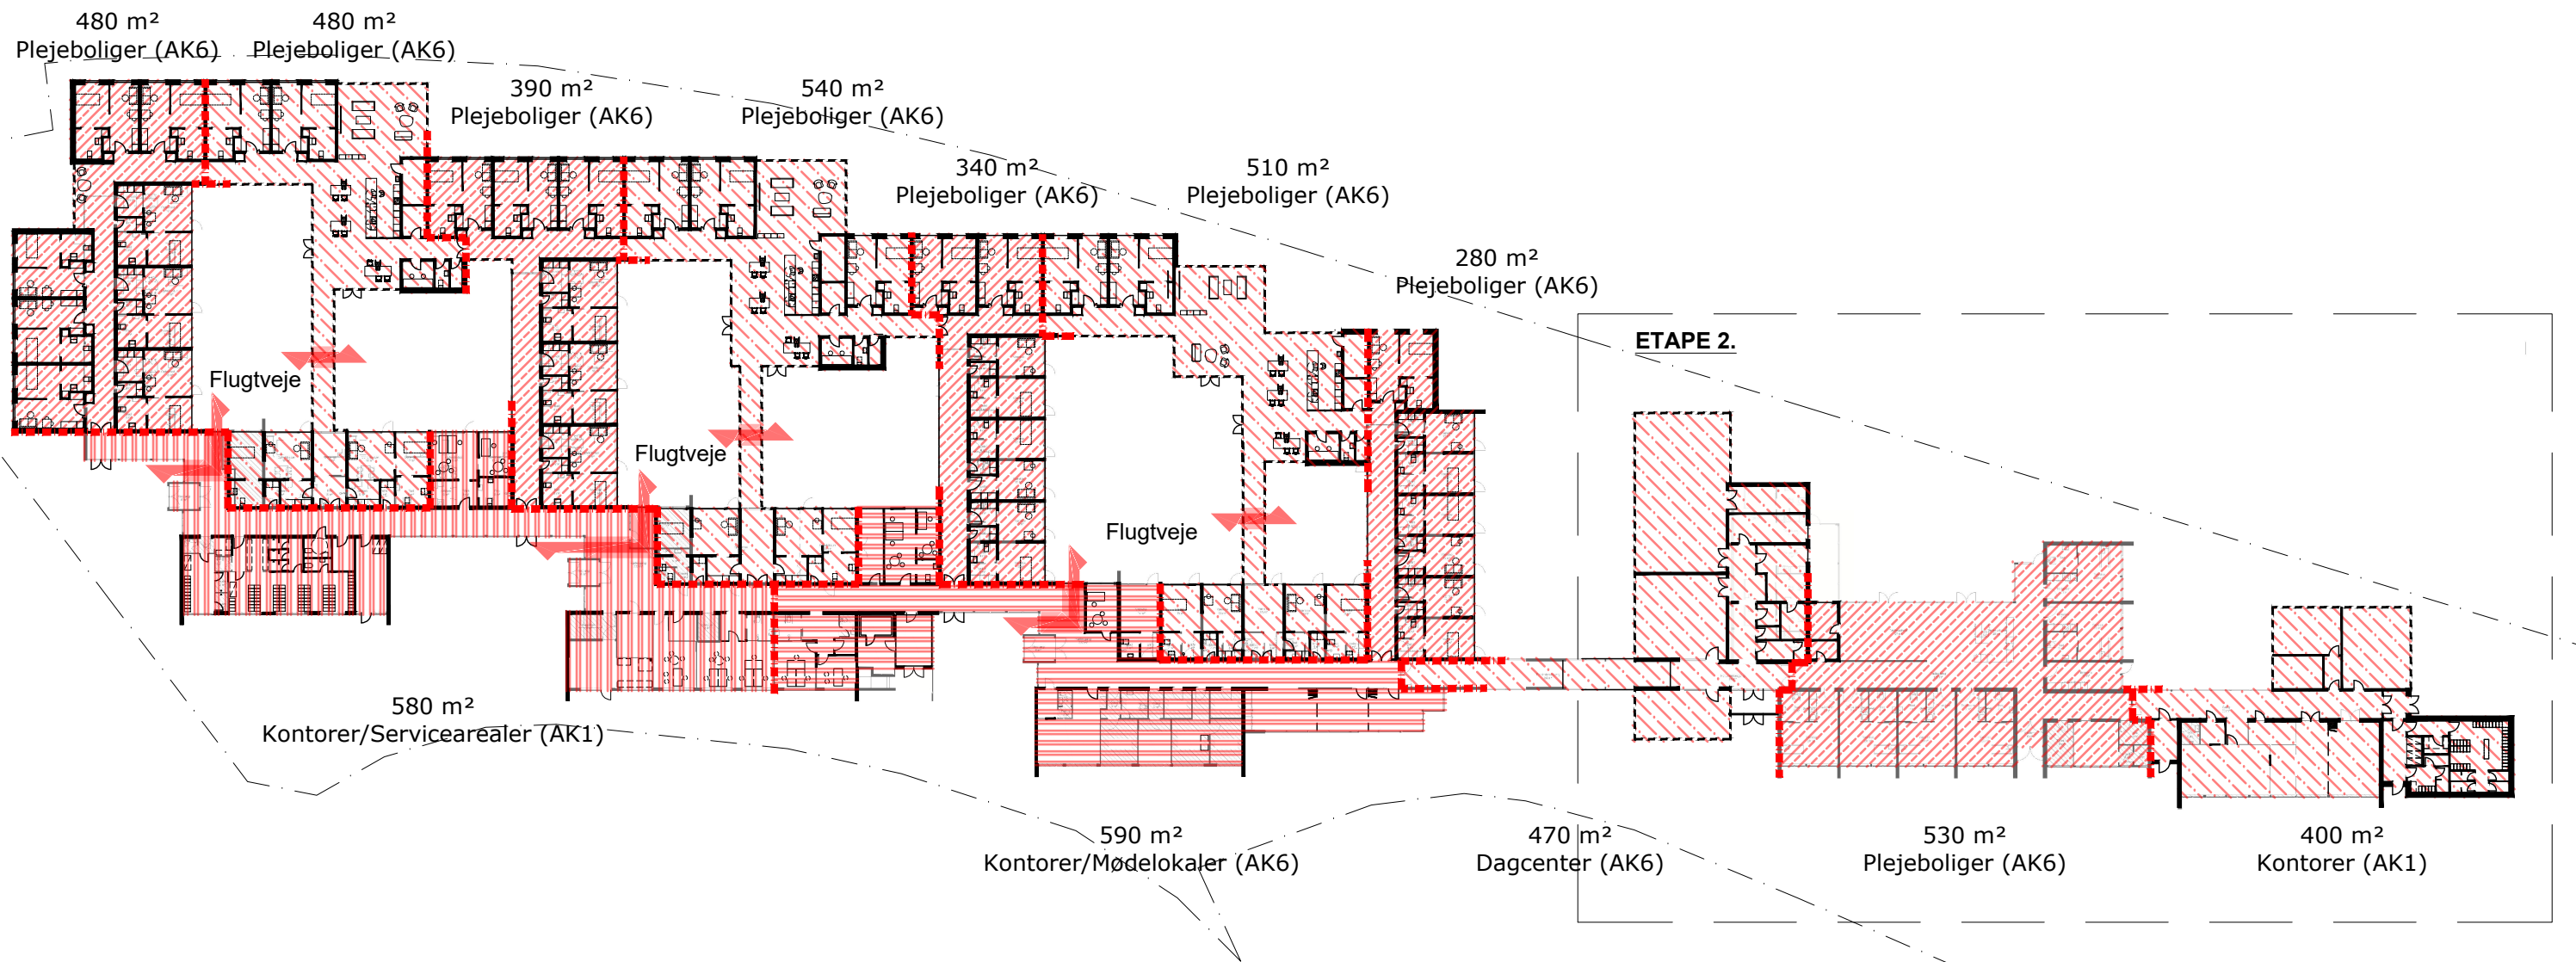 480 m²
Plejeboliger (AK6)
480 m²
Plejeboliger (AK6)
390 m²
Plejeboliger (AK6)
540 m²
Plejeboliger (AK6)
340 m²
Plejeboliger (AK6)
510 m²
Plejeboliger (AK6)
280 m²
Plejeboliger (AK6)
ETAPE 2.
Flugtveje
Flugtveje
Flugtveje
580 m²
Kontorer/Servicearealer (AK1)
590 m²
Kontorer/Mødelokaler (AK6)
470 m²
Dagcenter (AK6)
530 m²
Plejeboliger (AK6)
400 m²
Kontorer (AK1)